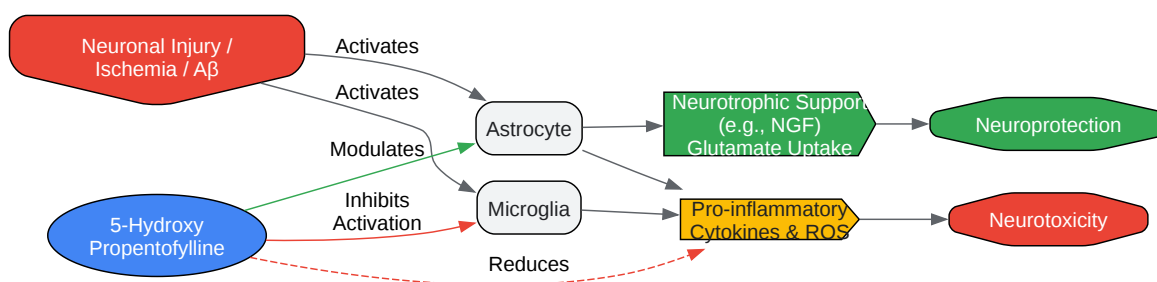 Neuronal Injury /
Ischemia / Aβ
Activates
Activates
Modulates
Inhibits
Activation
Reduces
5-Hydroxy
Propentofylline
Astrocyte
Microglia
Neurotrophic Support
(e.g., NGF)
Glutamate Uptake
Pro-inflammatory
Cytokines & ROS
Neuroprotection
Neurotoxicity